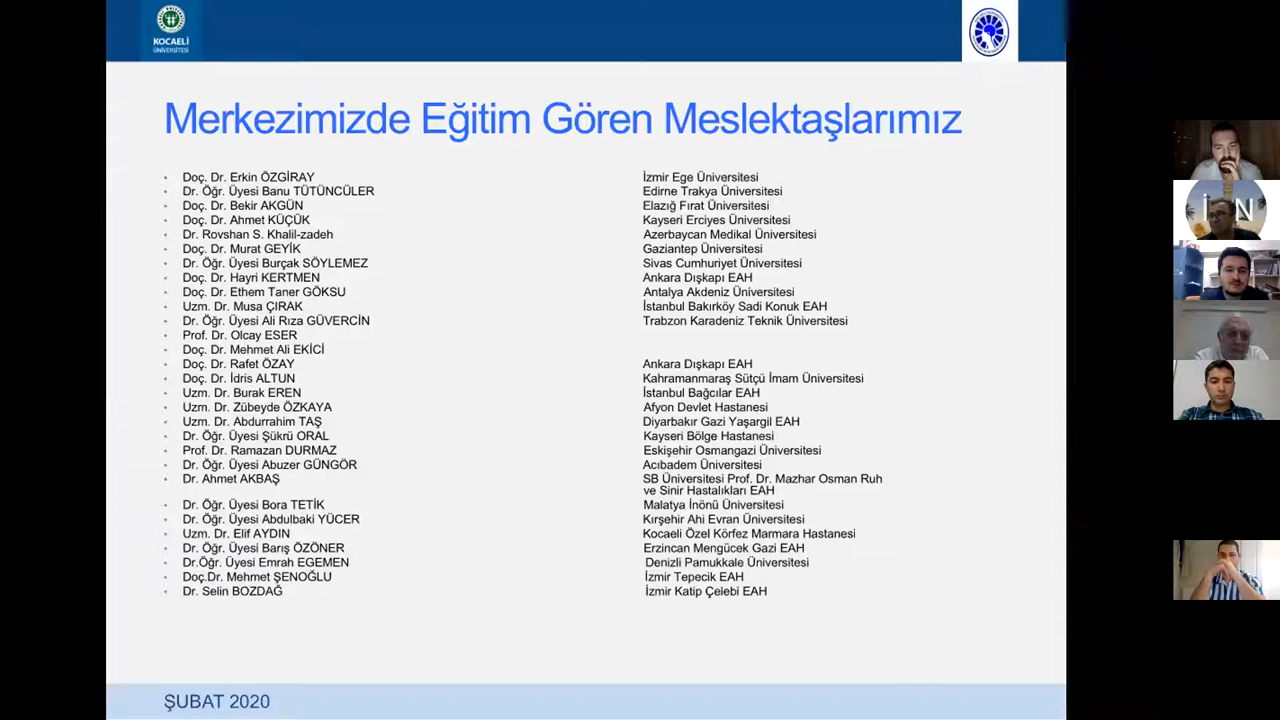 KOCAELİ
ÜNİVERSİTESİ
Merkezimizde Eğitim Gören Meslektaşlarımız
Doç. Dr. Erkin ÖZGİRAY İzmir Ege Üniversitesi
Dr. Öğr. Üyesi Banu TÜTÜNCÜLER Edirne Trakya Üniversitesi
Doç. Dr. Bekir AKGÜN Elazığ Fırat Üniversitesi
Doç. Dr. Ahmet KÜÇÜK Kayseri Erciyes Üniversitesi
Dr. Rovshan S. Khalil-zadeh Azerbaycan Medikal Üniversitesi
Doç. Dr. Murat GEYİK Gaziantep Üniversitesi
Dr. Öğr. Üyesi Burçak SÖYLEMEZ Sivas Cumhuriyet Üniversitesi
Doç. Dr. Hayri KERTMEN Ankara Dışkapı EAH
Doç. Dr. Ethem Taner GÖKSU Antalya Akdeniz Üniversitesi
Uzm. Dr. Musa ÇIRAK İstanbul Bakırköy Sadi Konuk EAH
Dr. Öğr. Üyesi Ali Rıza GÜVERCİN Trabzon Karadeniz Teknik Üniversitesi
Prof. Dr. Olcay ESER
Doç. Dr. Mehmet Ali EKİCİ
Doç. Dr. Rafet ÖZAY Ankara Dışkapı EAH
Doç. Dr. İdris ALTUN Kahramanmaraş Sütçü İmam Üniversitesi
Uzm. Dr. Burak EREN İstanbul Bağcılar EAH
Uzm. Dr. Zübeyde ÖZKAYA Afyon Devlet Hastanesi
Uzm. Dr. Abdurrahim TAŞ Diyarbakır Gazi Yaşargil EAH
Dr. Öğr. Üyesi Şükrü ORAL Kayseri Bölge Hastanesi
Prof. Dr. Ramazan DURMAZ Eskişehir Osmangazi Üniversitesi
Dr. Öğr. Üyesi Abuzer GÜNGÖR Acıbadem Üniversitesi
Dr. Ahmet AKBAŞ SB Üniversitesi Prof. Dr. Mazhar Osman Ruh
ve Sinir Hastalıkları EAH
Dr. Öğr. Üyesi Bora TETİK Malatya İnönü Üniversitesi
Dr. Öğr. Üyesi Abdulbaki YÜCER Kırşehir Ahi Evran Üniversitesi
Uzm. Dr. Elif AYDIN Kocaeli Özel Körfez Marmara Hastanesi
Dr. Öğr. Üyesi Barış ÖZÖNER Erzincan Mengücek Gazi EAH
Dr.Öğr. Üyesi Emrah EGEMEN Denizli Pamukkale Üniversitesi
Doç.Dr. Mehmet ŞENOĞLU İzmir Tepecik EAH
Dr. Selin BOZDAĞ İzmir Katip Çelebi EAH
ŞUBAT 2020